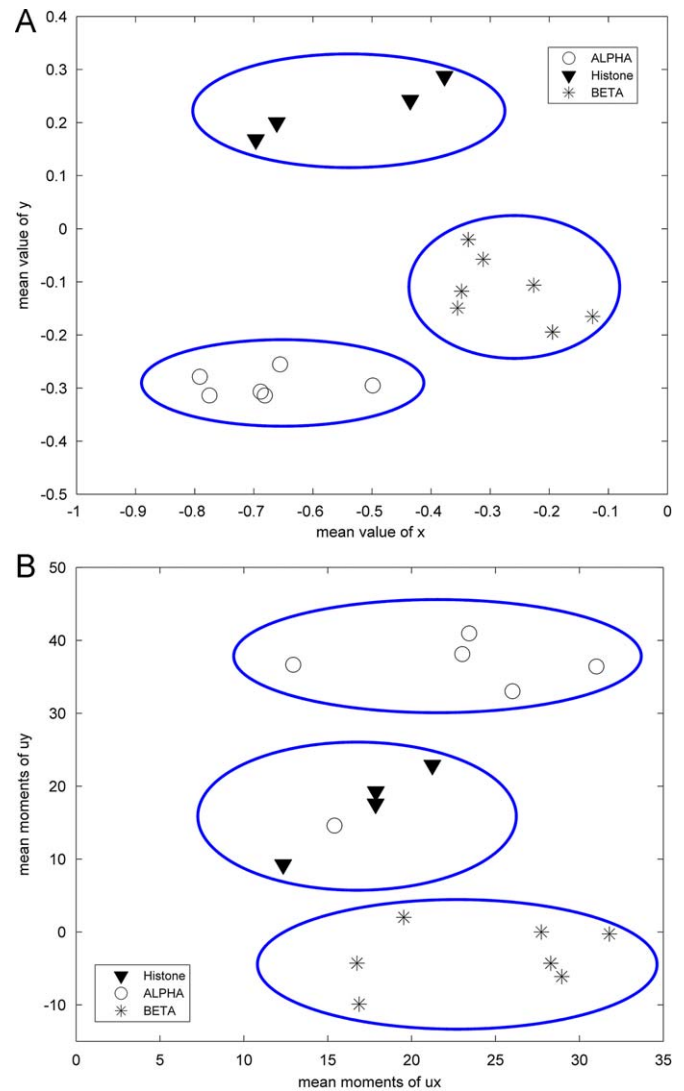 A
0.4
0.3
0.2
0.1
0
-0.1
-0.2
-0.3
-0.4
-0.5
mean value of y
ALPHA
Histone
BETA
-1 -0.9 -0.8 -0.7 -0.6 -0.5 -0.4 -0.3 -0.2 -0.1 0
mean value of x
B
50
40
30
20
10
0
-10
mean moments of uy
Histone
ALPHA
BETA
0 5 10 15 20 25 30 35
mean moments of ux